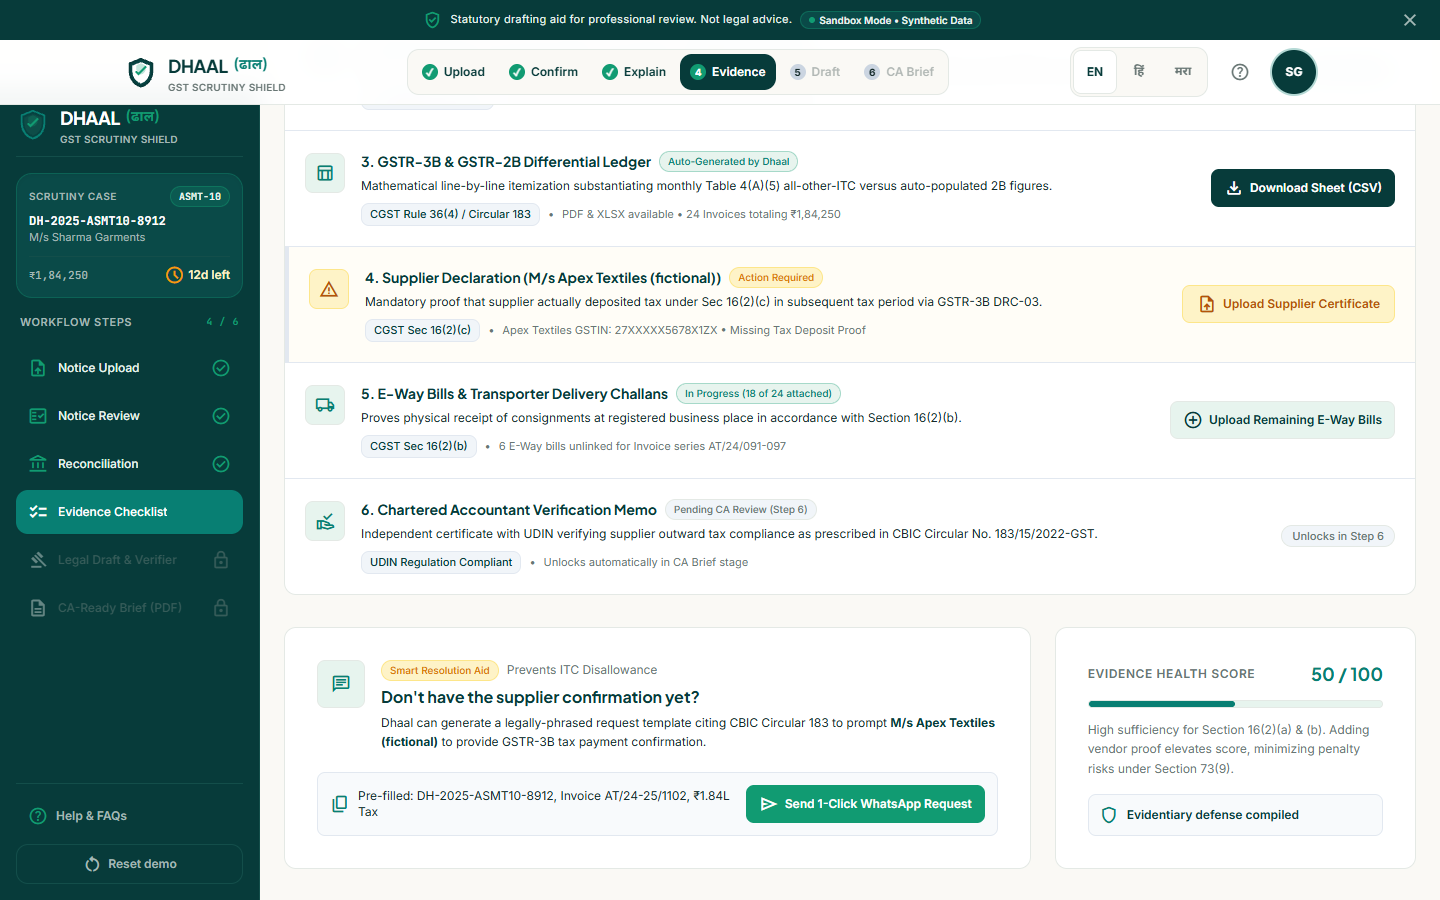 Statutory drafting aid for professional review. Not legal advice. Sandbox Mode • Synthetic Data
DHAAL (ढाल)
GST SCRUTINY SHIELD
Upload Confirm Explain 4 Evidence 5 Draft 6 CA Brief
EN हिं मरा SG
DHAAL (ढाल)
GST SCRUTINY SHIELD
SCRUTINY CASE ASMT-10
DH-2025-ASMT10-8912
M/s Sharma Garments
₹1,84,250 12d left
WORKFLOW STEPS 4 / 6
Notice Upload
Notice Review
Reconciliation
Evidence Checklist
Legal Draft & Verifier
CA-Ready Brief (PDF)
Help & FAQs
Reset demo
3. GSTR-3B & GSTR-2B Differential Ledger Auto-Generated by Dhaal
Mathematical line-by-line itemization substantiating monthly Table 4(A)(5) all-other-ITC versus auto-populated 2B figures.
CGST Rule 36(4) / Circular 183 • PDF & XLSX available • 24 Invoices totaling ₹1,84,250
Download Sheet (CSV)
4. Supplier Declaration (M/s Apex Textiles (fictional)) Action Required
Mandatory proof that supplier actually deposited tax under Sec 16(2)(c) in subsequent tax period via GSTR-3B DRC-03.
CGST Sec 16(2)(c) • Apex Textiles GSTIN: 27XXXXX5678X1ZX • Missing Tax Deposit Proof
Upload Supplier Certificate
5. E-Way Bills & Transporter Delivery Challans In Progress (18 of 24 attached)
Proves physical receipt of consignments at registered business place in accordance with Section 16(2)(b).
CGST Sec 16(2)(b) • 6 E-Way bills unlinked for Invoice series AT/24/091-097
Upload Remaining E-Way Bills
6. Chartered Accountant Verification Memo Pending CA Review (Step 6)
Independent certificate with UDIN verifying supplier outward tax compliance as prescribed in CBIC Circular No. 183/15/2022-GST.
UDIN Regulation Compliant • Unlocks automatically in CA Brief stage
Unlocks in Step 6
Smart Resolution Aid Prevents ITC Disallowance
Don't have the supplier confirmation yet?
Dhaal can generate a legally-phrased request template citing CBIC Circular 183 to prompt M/s Apex Textiles
(fictional) to provide GSTR-3B tax payment confirmation.
Pre-filled: DH-2025-ASMT10-8912, Invoice AT/24-25/1102, ₹1.84L
Tax
Send 1-Click WhatsApp Request
EVIDENCE HEALTH SCORE 50 / 100
High sufficiency for Section 16(2)(a) & (b). Adding
vendor proof elevates score, minimizing penalty
risks under Section 73(9).
Evidentiary defense compiled